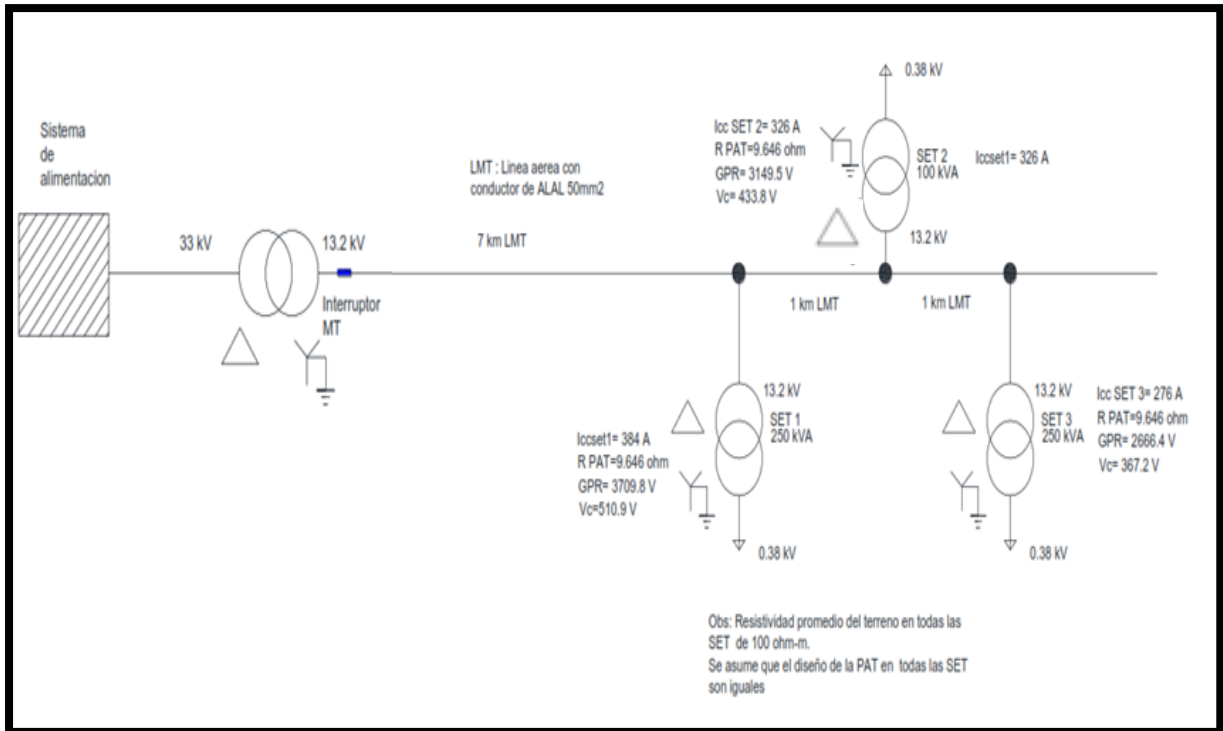 Sistema
de
alimentacion
33 kV
13.2 kV
Interruptor
MT
LMT : Linea aerea con
conductor de ALAL 50mm2
7 km LMT
Icc SET 2= 326 A
R PAT=9.646 ohm
GPR= 3149.5 V
Vc= 433.8 V
0.38 kV
SET 2
100 kVA
Iccset1= 326 A
13.2 kV
1 km LMT
1 km LMT
Iccset1= 384 A
R PAT=9.646 ohm
GPR= 3709.8 V
Vc=510.9 V
13.2 kV
SET 1
250 kVA
0.38 kV
13.2 kV
SET 3
250 kVA
0.38 kV
Icc SET 3= 276 A
R PAT=9.646 ohm
GPR= 2666.4 V
Vc= 367.2 V
Obs: Resistividad promedio del terreno en todas las
SET de 100 ohm-m.
Se asume que el diseño de la PAT en todas las SET
son iguales